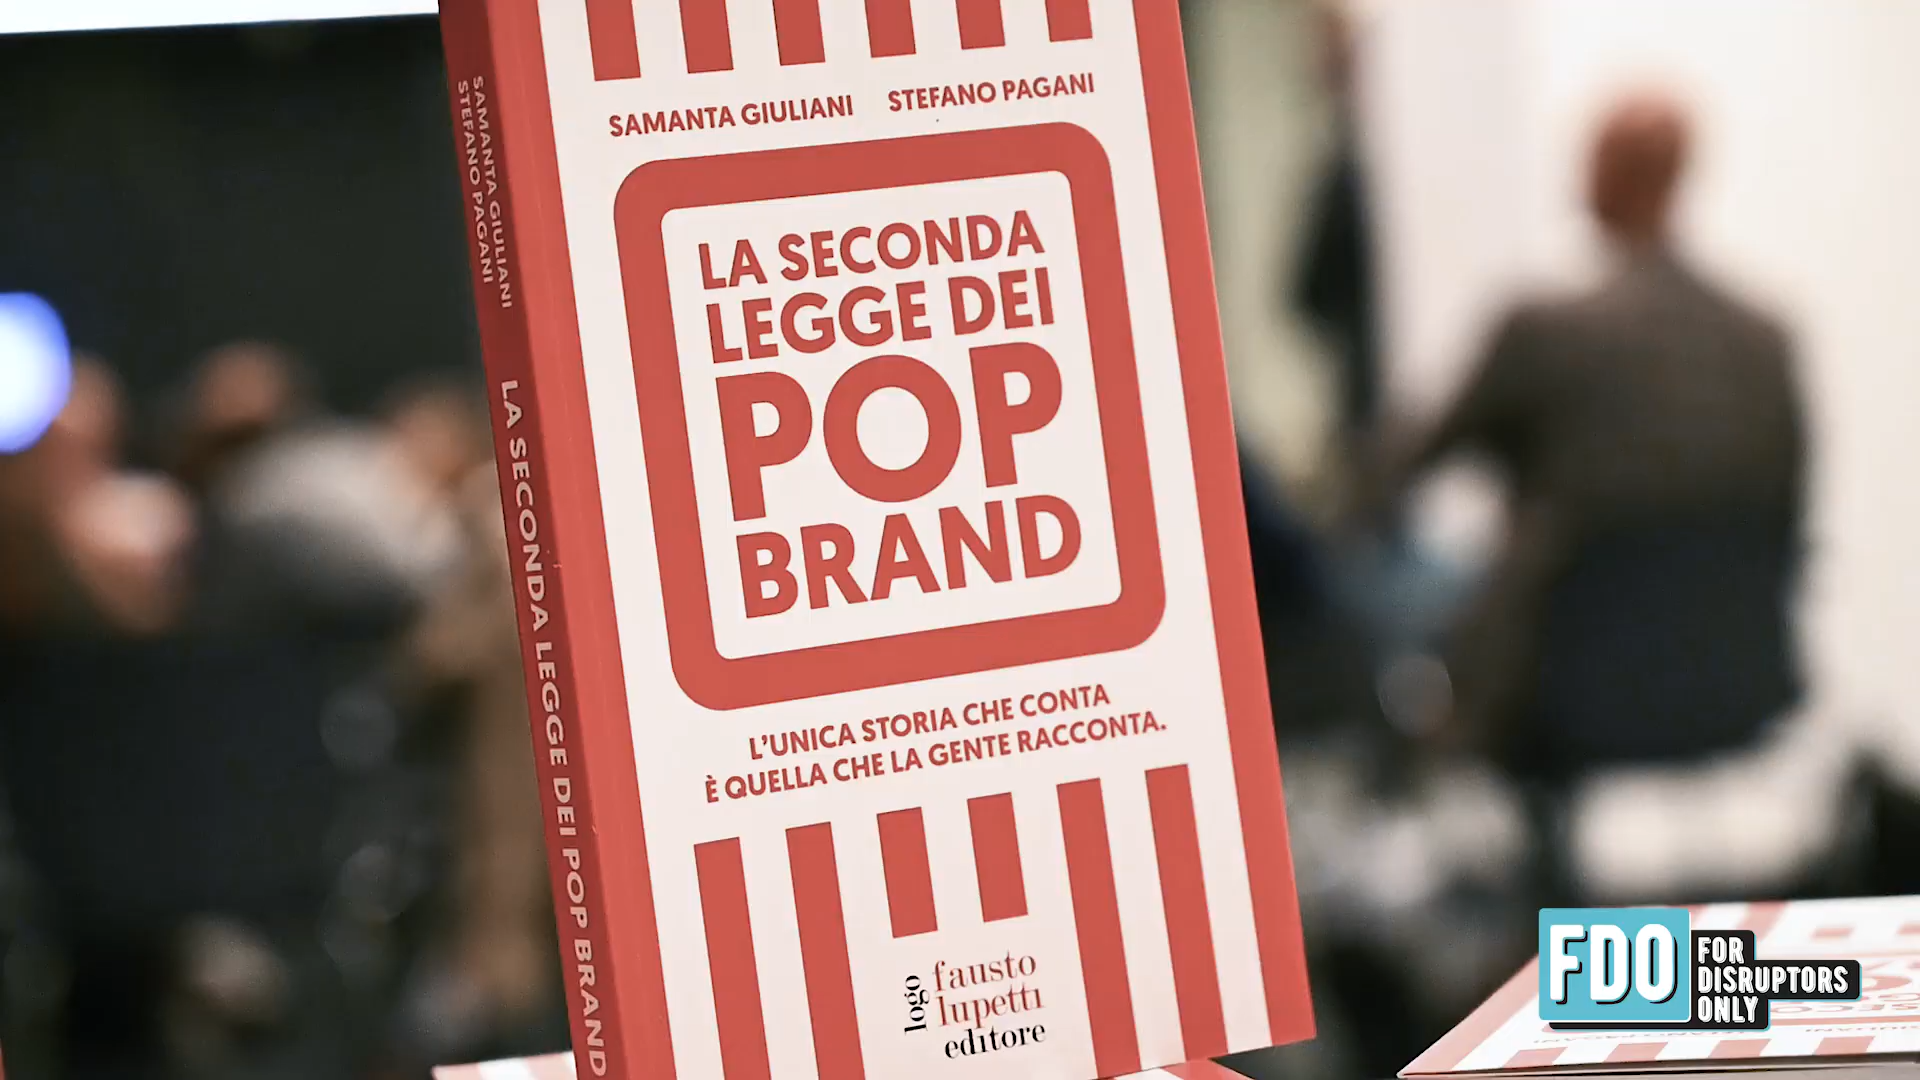 SAMANTA GIULIANI STEFANO PAGANI
LA SECONDA
LEGGE DEI
POP
BRAND
L'UNICA STORIA CHE CONTA
È QUELLA CHE LA GENTE RACCONTA.
logo
fausto
lupetti
editore
SAMANTA GIULIANI
STEFANO PAGANI
LA SECONDA LEGGE DEI POP BRAND
FDO
FOR
DISRUPTORS
ONLY